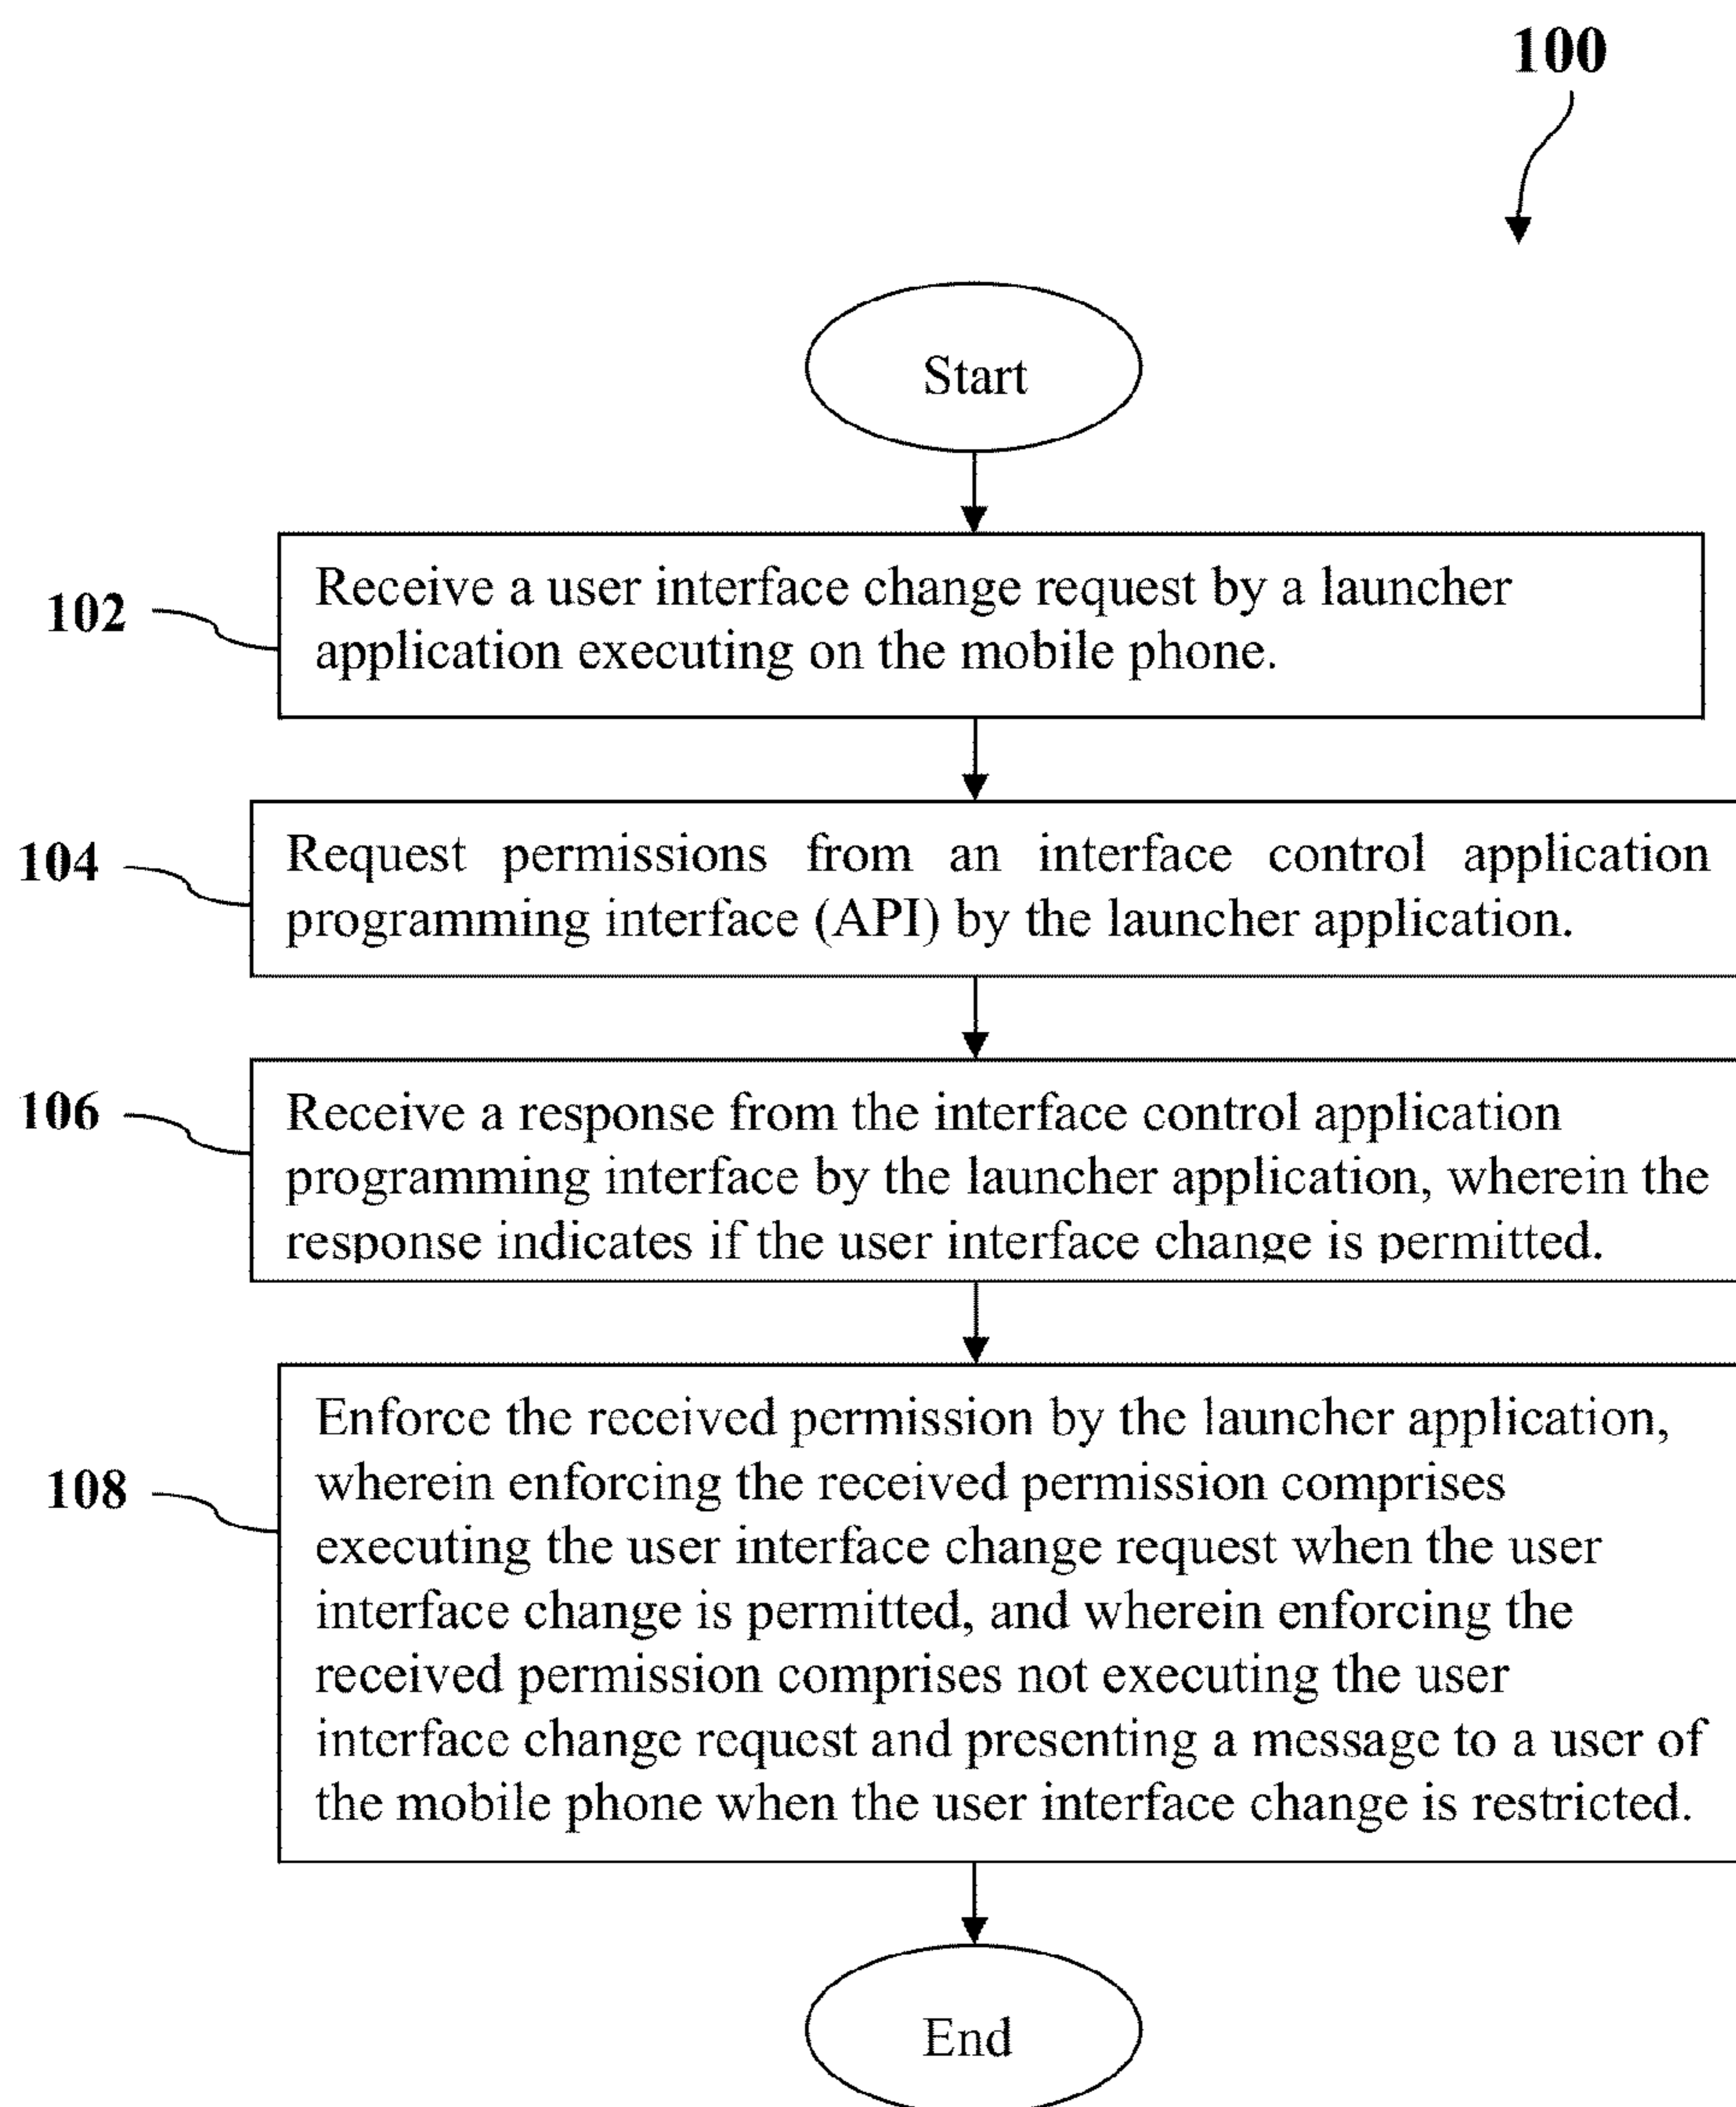 100
Start
102
Receive a user interface change request by a launcher
application executing on the mobile phone.
104
Request permissions from an interface control application
programming interface (API) by the launcher application.
106
Receive a response from the interface control application
programming interface by the launcher application, wherein the
response indicates if the user interface change is permitted.
108
Enforce the received permission by the launcher application,
wherein enforcing the received permission comprises
executing the user interface change request when the user
interface change is permitted, and wherein enforcing the
received permission comprises not executing the user
interface change request and presenting a message to a user of
the mobile phone when the user interface change is restricted.
End